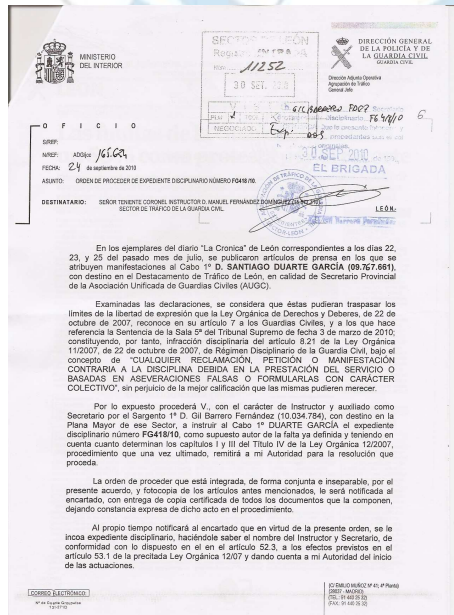 MINISTERIO
DEL INTERIOR
SECTOR DE LEÓN
11252
30 SET.
NEGOCIADO
DIRECCIÓN GENERAL
DE LA POLICÍA Y DE
LA GUARDIA CIVIL
GUARDIA CIVIL
Dirección Adjunta Operativa
Agrupación de Tráfico
General Jefe
6
FG418/10
O F I C I O
S/REF:
N/REF: ADG/joc
FECHA: 24 de septiembre de 2010
ASUNTO: ORDEN DE PROCEDER DE EXPEDIENTE DISCIPLINARIO NÚMERO FG418 /10.
30 SEP 2010
EL BRIGADA
DESTINATARIO: SEÑOR TENIENTE CORONEL INSTRUCTOR D. MANUEL FERNÁNDEZ DOMÍNGUEZ
SECTOR DE TRÁFICO DE LA GUARDIA CIVIL
LEÓN.-
En los ejemplares del diario "La Cronica" de León correspondientes a los días 22,
23, y 25 del pasado mes de julio, se publicaron artículos de prensa en los que se
atribuyen manifestaciones al Cabo 1º D. SANTIAGO DUARTE GARCÍA (09.767.661),
con destino en el Destacamento de Tráfico de León, en calidad de Secretario Provincial
de la Asociación Unificada de Guardias Civiles (AUGC).
Examinadas las declaraciones, se considera que éstas pudieran traspasar los
límites de la libertad de expresión que la Ley Orgánica de Derechos y Deberes, de 22
de octubre de 2007, reconoce en su artículo 7 a los Guardias Civiles, y a los que hace
referencia la Sentencia de la Sala 5ª del Tribunal Supremo de fecha 3 de marzo de 2010;
constituyendo, por tanto, infracción disciplinaria del artículo 8.21 de la Ley Orgánica
11/2007, de 22 de octubre de 2007, de Régimen Disciplinario de la Guardia Civil, bajo el
concepto de "CUALQUIER RECLAMACIÓN, PETICIÓN O MANIFESTACIÓN
CONTRARIA A LA DISCIPLINA DEBIDA EN LA PRESTACIÓN DEL SERVICIO O
BASADAS EN ASEVERACIONES FALSAS O FORMULARLAS CON CARÁCTER
COLECTIVO", sin perjuicio de la mejor calificación que las mismas pudieren merecer.
Por lo expuesto procederá V., con el carácter de Instructor y auxiliado como
Secretario por el Sargento 1º D. Gil Barrero Fernández (10.034.784), con destino en la
Plana Mayor de ese Sector, a instruir al Cabo 1º DUARTE GARCÍA el expediente
disciplinario número FG418/10, como supuesto autor de la falta ya definida y teniendo en
cuenta cuanto determinan los capítulos I y III del Título IV de la Ley Orgánica 12/2007,
procedimiento que una vez ultimado, remitirá a mi Autoridad para la resolución que
proceda.
La orden de proceder que está integrada, de forma conjunta e inseparable, por el
presente acuerdo, y fotocopia de los artículos antes mencionados, le será notificada al
encartado, con entrega de copia certificada de todos los documentos que la componen,
dejando constancia expresa de dicho acto en el procedimiento.
Al propio tiempo notificará al encartado que en virtud de la presente orden, se le
incoa expediente disciplinario, haciéndole saber el nombre del Instructor y Secretario, de
conformidad con lo dispuesto en el en el artículo 52.3, a los efectos previstos en el
artículo 53.1 de la precitada Ley Orgánica 12/07 y dando cuenta a mi Autoridad del inicio
de las actuaciones.
CORREO ELECTRÓNICO:
(C/ EMILIO MUÑOZ Nº 41; 4ª Planta)
(28037 - MADRID)